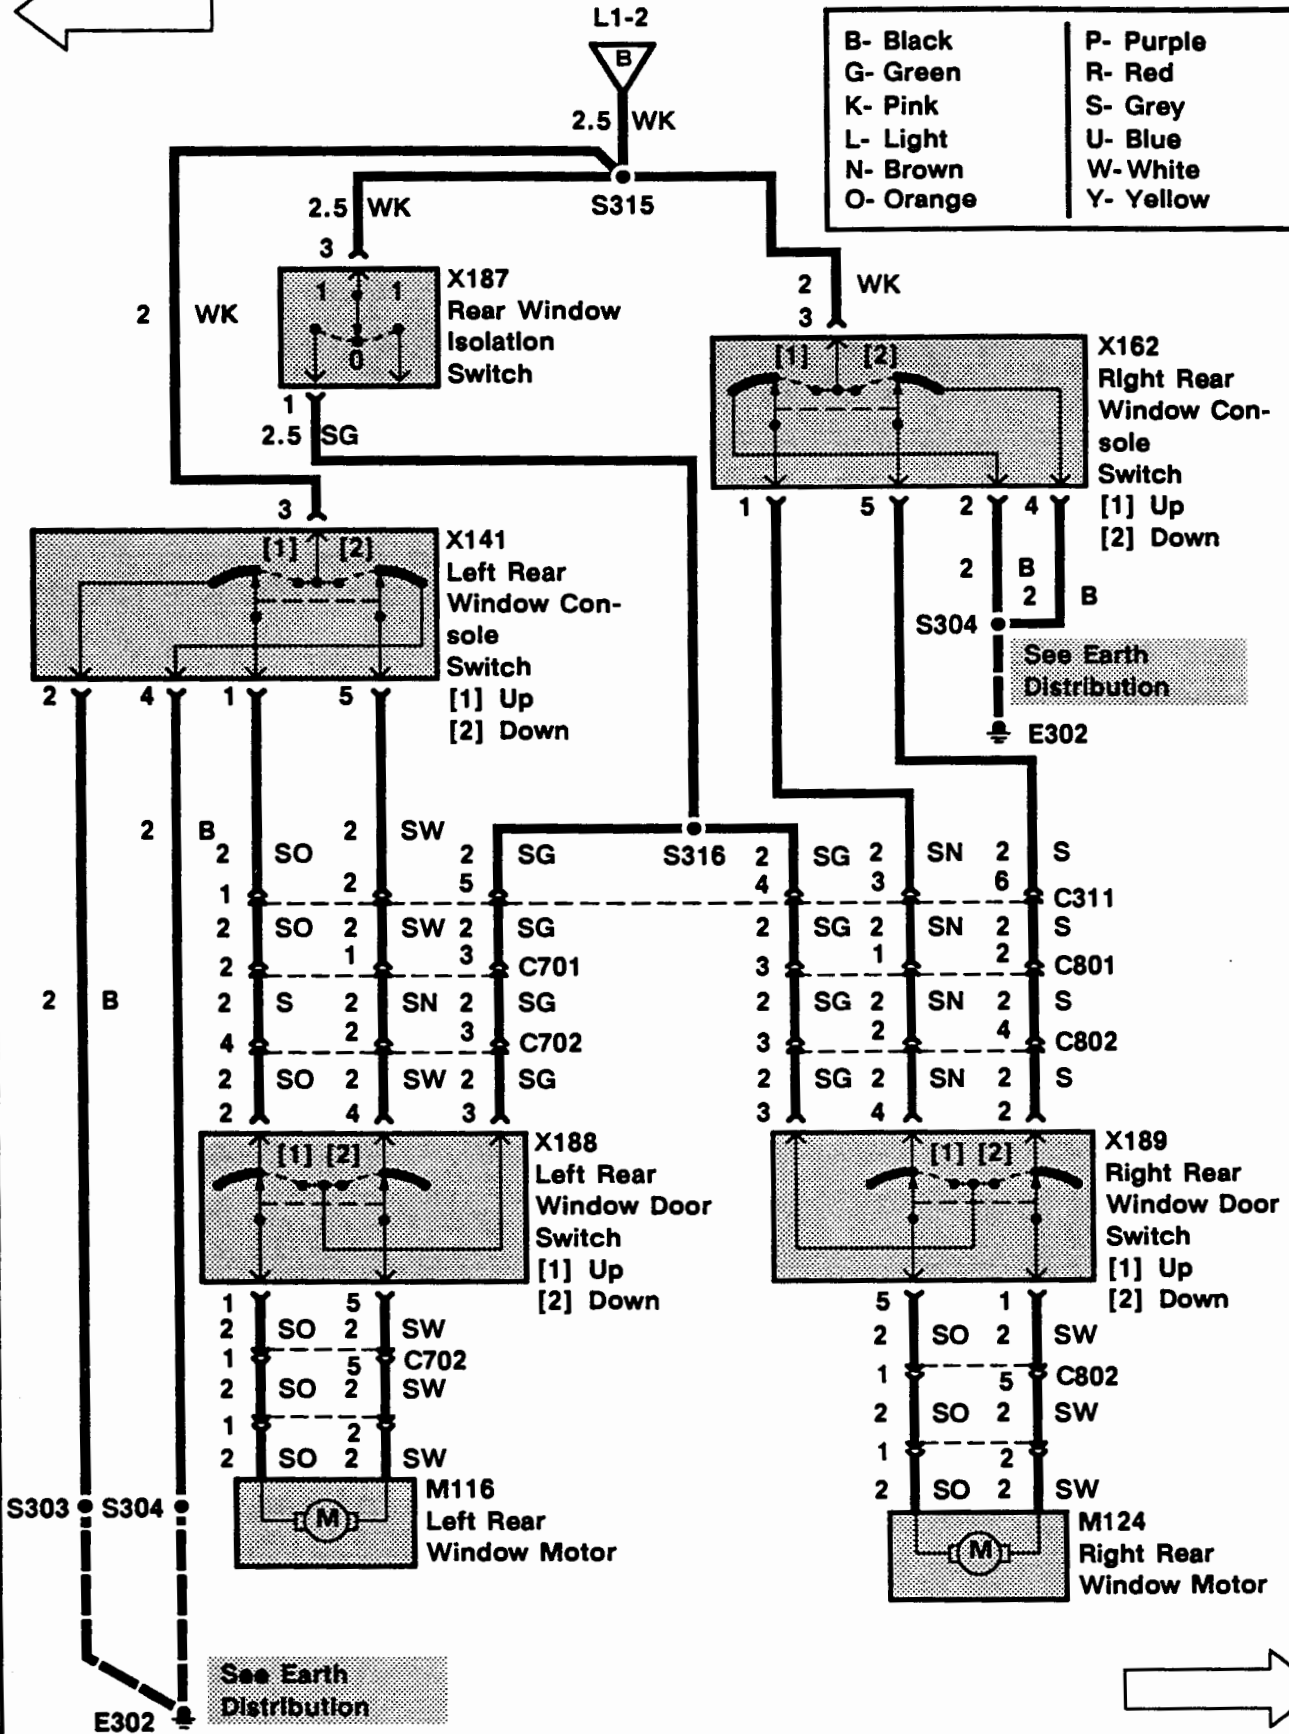 L1-2
B
2.5 WK
B- Black
G- Green
K- Pink
L- Light
N- Brown
O- Orange
P- Purple
R- Red
S- Grey
U- Blue
W- White
Y- Yellow
S315
2.5 WK
3
2 WK
2 WK
3
1 1
0
X187
Rear Window
Isolation
Switch
1
2.5 SG
[1] [2]
X162
Right Rear
Window Con-
sole
Switch
[1] Up
[2] Down
1 5 2 4
2 B
2 B
S304
See Earth
Distribution
E302
3
[1] [2]
X141
Left Rear
Window Con-
sole
Switch
[1] Up
[2] Down
2 4 1 5
2 B
2 SO
2 SW
2 SG
S316
2 SG 2 SN 2 S
1 2 5 4 3 6 C311
2 SO 2 SW 2 SG 2 SG 2 SN 2 S
2 1 3 C701 3 1 2 C801
2 B
2 S 2 SN 2 SG 2 SG 2 SN 2 S
4 2 3 C702 3 2 4 C802
2 SO 2 SW 2 SG 2 SG 2 SN 2 S
2 4 3 3 4 2
[1] [2]
X188
Left Rear
Window Door
Switch
[1] Up
[2] Down
[1] [2]
X189
Right Rear
Window Door
Switch
[1] Up
[2] Down
1 5
2 SO 2 SW
1 5 C702
2 SO 2 SW
1 2
2 SO 2 SW
M
M116
Left Rear
Window Motor
5 1
2 SO 2 SW
1 5 C802
2 SO 2 SW
1 2
2 SO 2 SW
M
M124
Right Rear
Window Motor
S303 S304
See Earth
Distribution
E302